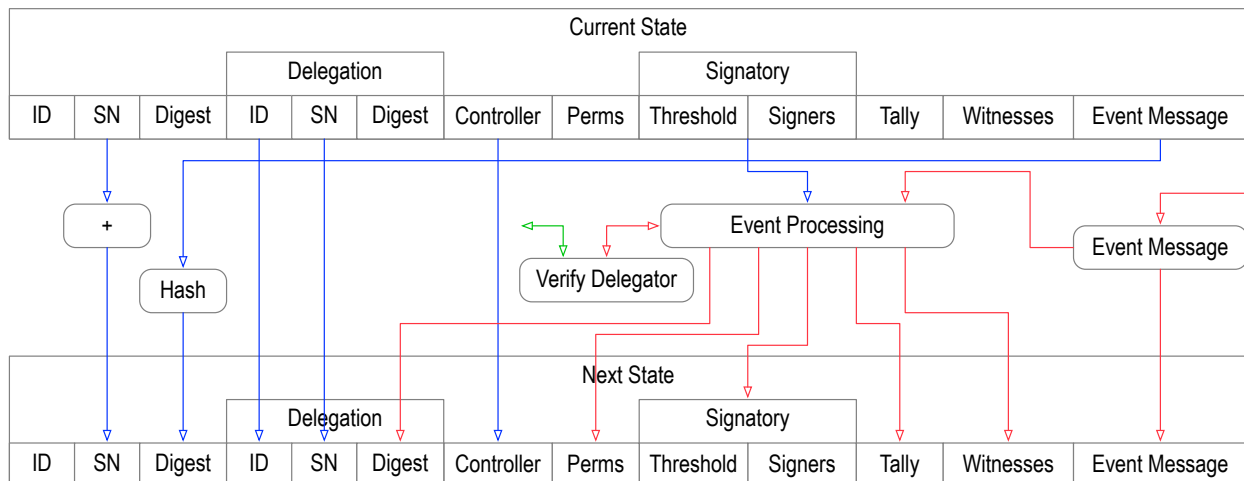 Current State
Delegation Signatory
ID SN Digest ID SN Digest Controller Perms Threshold Signers Tally Witnesses Event Message
+ Event Processing Event Message
Hash Verify Delegator
Next State
Delegation Signatory
ID SN Digest ID SN Digest Controller Perms Threshold Signers Tally Witnesses Event Message